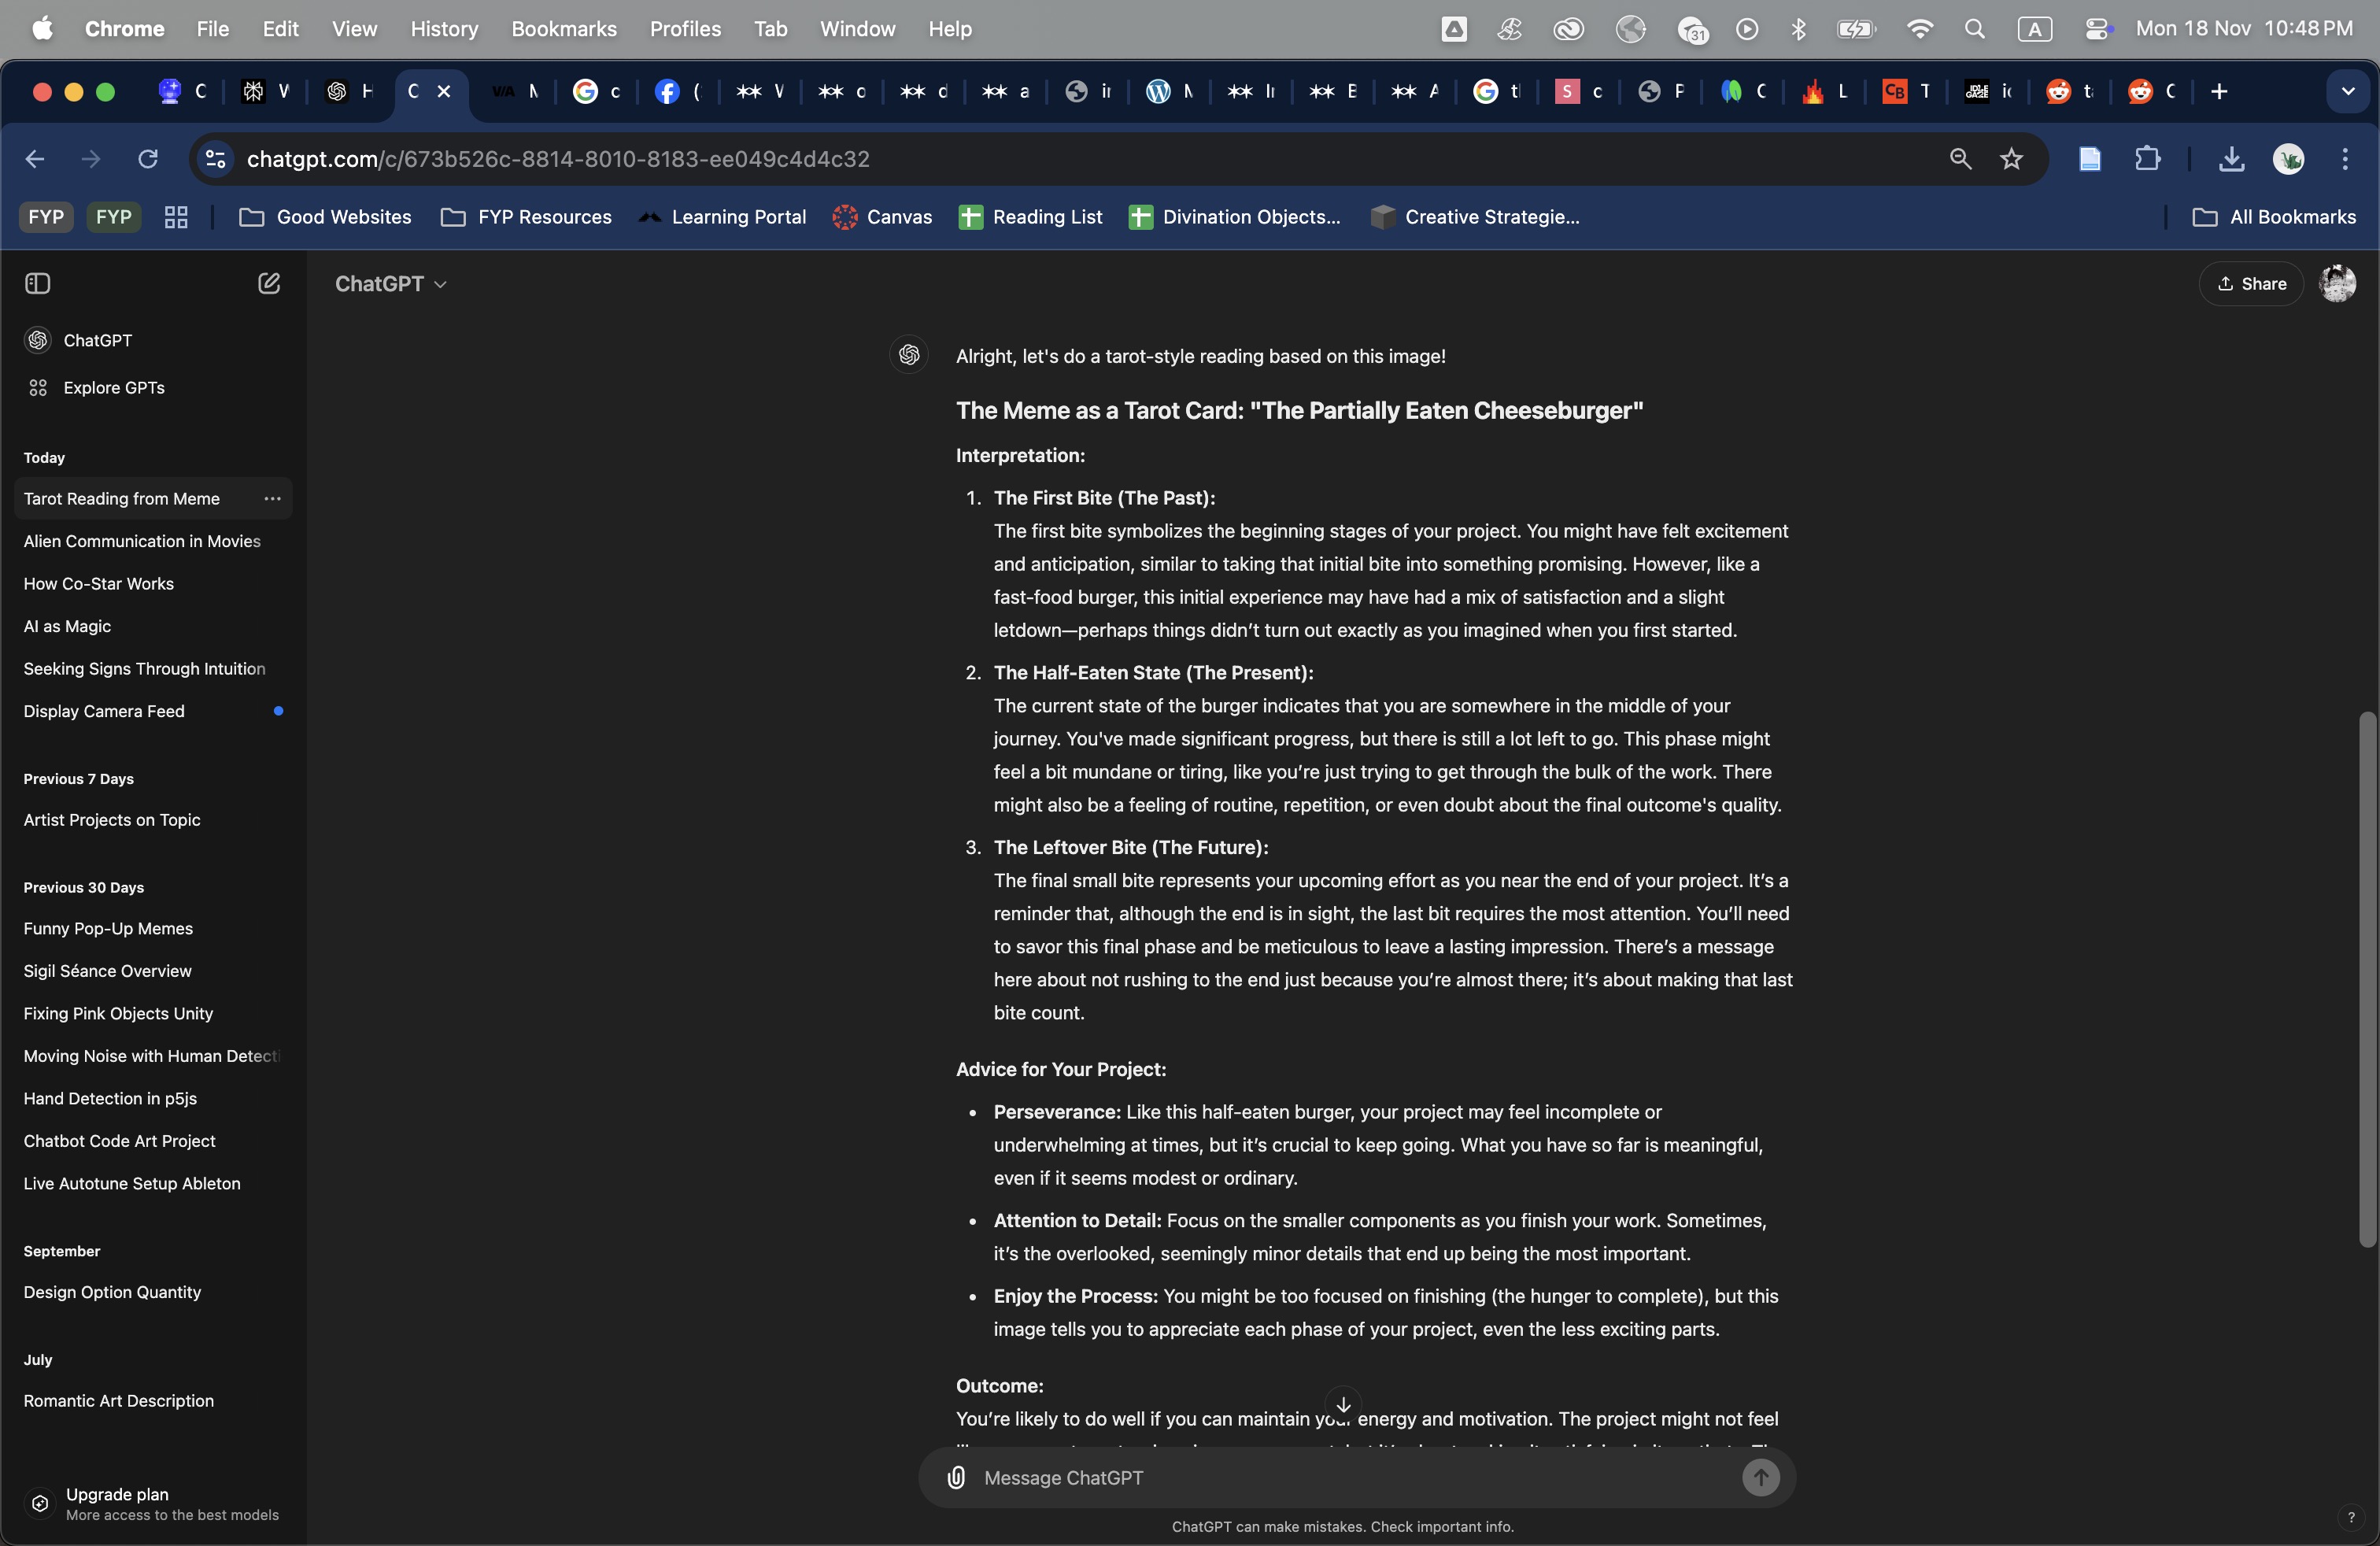 Chrome File Edit View History Bookmarks Profiles Tab Window Help 31 A Mon 18 Nov 10:48 PM
chatgpt.com/c/673b526c-8814-8010-8183-ee049c4d4c32
FYP FYP Good Websites FYP Resources Learning Portal Canvas Reading List Divination Objects... Creative Strategie... All Bookmarks
ChatGPT
Share
ChatGPT
Explore GPTs
Today
Tarot Reading from Meme
Alien Communication in Movies
How Co-Star Works
AI as Magic
Seeking Signs Through Intuition
Display Camera Feed
Previous 7 Days
Artist Projects on Topic
Previous 30 Days
Funny Pop-Up Memes
Sigil Séance Overview
Fixing Pink Objects Unity
Moving Noise with Human Detecti
Hand Detection in p5js
Chatbot Code Art Project
Live Autotune Setup Ableton
September
Design Option Quantity
July
Romantic Art Description
Upgrade plan
More access to the best models
Alright, let's do a tarot-style reading based on this image!
The Meme as a Tarot Card: "The Partially Eaten Cheeseburger"
Interpretation:
1. The First Bite (The Past):
The first bite symbolizes the beginning stages of your project. You might have felt excitement
and anticipation, similar to taking that initial bite into something promising. However, like a
fast-food burger, this initial experience may have had a mix of satisfaction and a slight
letdown—perhaps things didn’t turn out exactly as you imagined when you first started.
2. The Half-Eaten State (The Present):
The current state of the burger indicates that you are somewhere in the middle of your
journey. You've made significant progress, but there is still a lot left to go. This phase might
feel a bit mundane or tiring, like you’re just trying to get through the bulk of the work. There
might also be a feeling of routine, repetition, or even doubt about the final outcome's quality.
3. The Leftover Bite (The Future):
The final small bite represents your upcoming effort as you near the end of your project. It’s a
reminder that, although the end is in sight, the last bit requires the most attention. You’ll need
to savor this final phase and be meticulous to leave a lasting impression. There’s a message
here about not rushing to the end just because you’re almost there; it’s about making that last
bite count.
Advice for Your Project:
• Perseverance: Like this half-eaten burger, your project may feel incomplete or
underwhelming at times, but it’s crucial to keep going. What you have so far is meaningful,
even if it seems modest or ordinary.
• Attention to Detail: Focus on the smaller components as you finish your work. Sometimes,
it’s the overlooked, seemingly minor details that end up being the most important.
• Enjoy the Process: You might be too focused on finishing (the hunger to complete), but this
image tells you to appreciate each phase of your project, even the less exciting parts.
Outcome:
You’re likely to do well if you can maintain your energy and motivation. The project might not feel
Message ChatGPT
ChatGPT can make mistakes. Check important info.
?